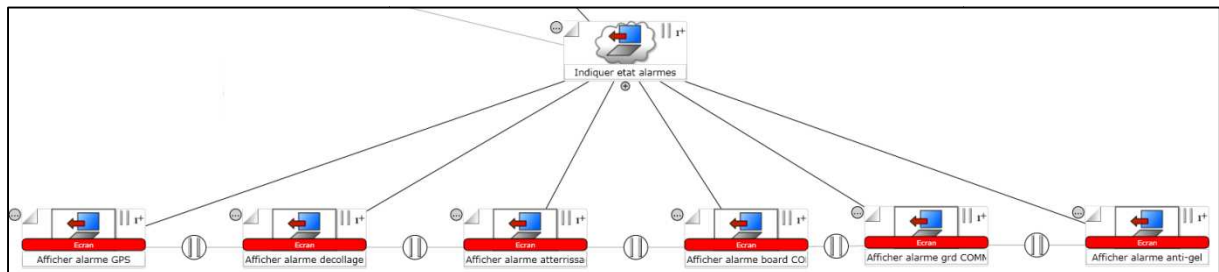 Indiquer etat alarmes
Ecran Ecran Ecran Ecran Ecran Ecran
Afficher alarme GPS Afficher alarme decollage Afficher alarme atterrissa Afficher alarme board CO Afficher alarme grd COMM Afficher alarme anti-gel